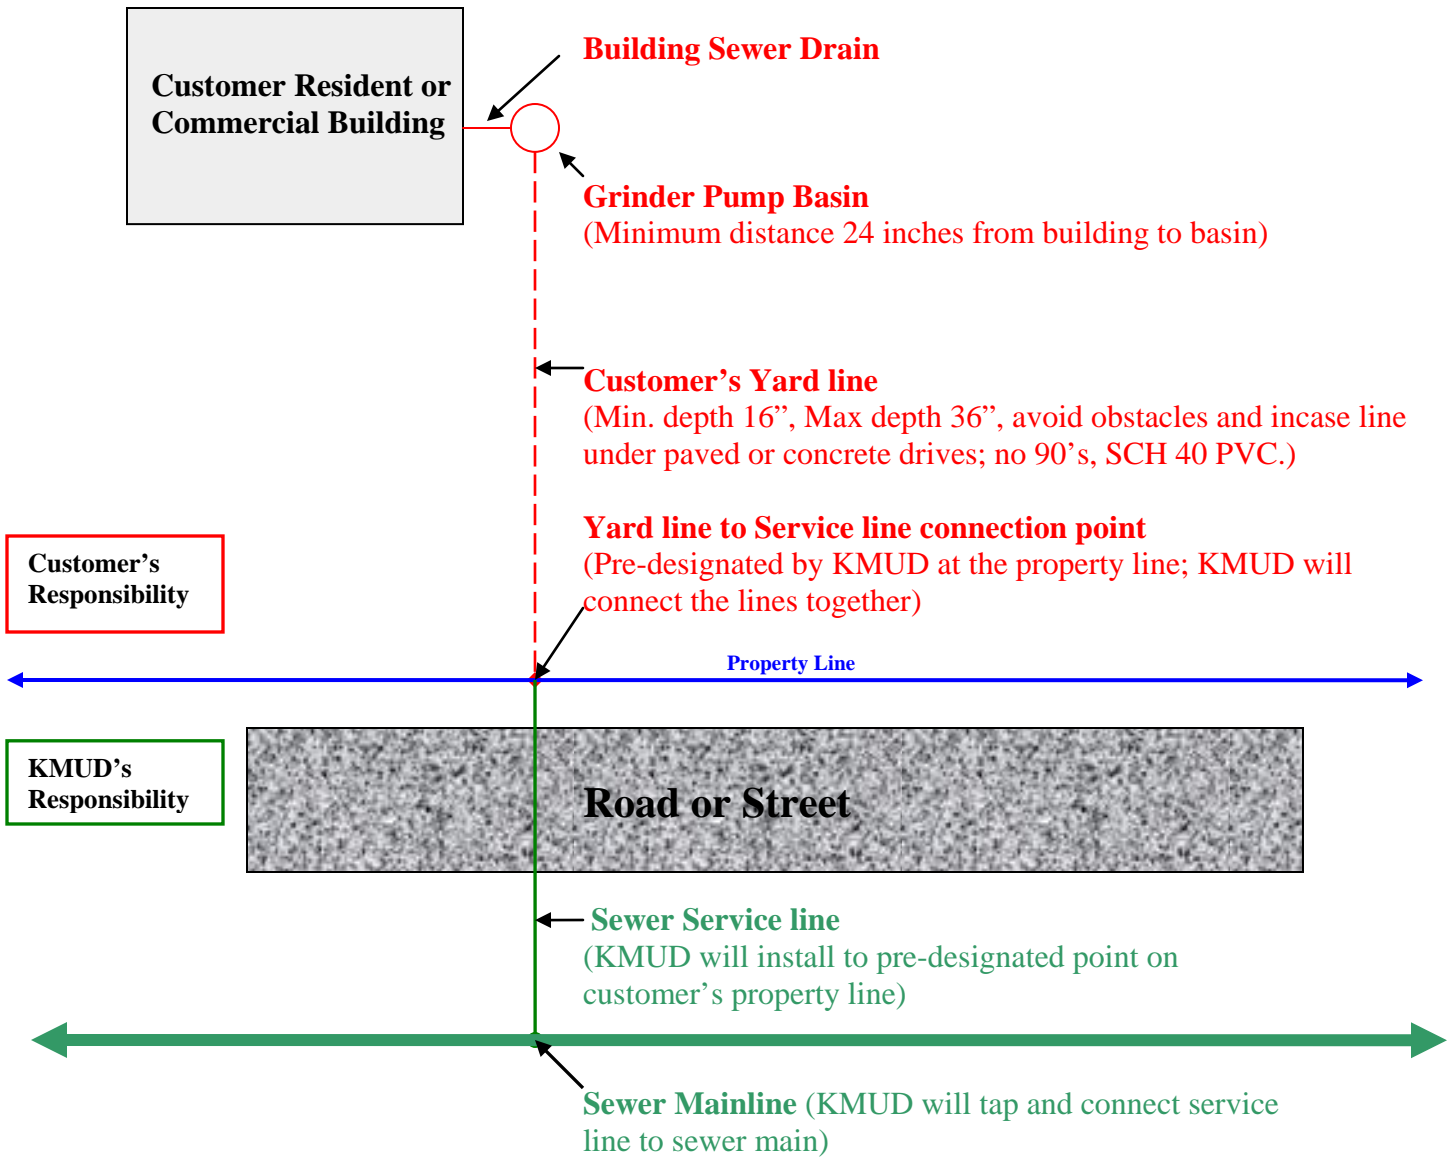 Building Sewer Drain
Customer Resident or
Commercial Building
Grinder Pump Basin
(Minimum distance 24 inches from building to basin)
Customer’s Yard line
(Min. depth 16”, Max depth 36”, avoid obstacles and incase line
under paved or concrete drives; no 90’s, SCH 40 PVC.)
Yard line to Service line connection point
(Pre-designated by KMUD at the property line; KMUD will
connect the lines together)
Customer’s
Responsibility
Property Line
KMUD’s
Responsibility
Road or Street
Sewer Service line
(KMUD will install to pre-designated point on
customer’s property line)
Sewer Mainline (KMUD will tap and connect service
line to sewer main)